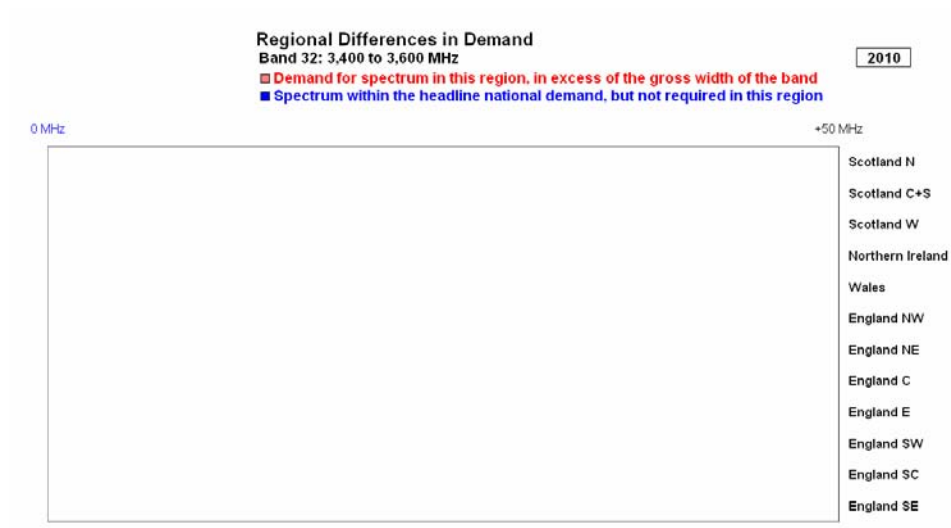 Regional Differences in Demand
Band 32: 3,400 to 3,600 MHz
2010
Demand for spectrum in this region, in excess of the gross width of the band
Spectrum within the headline national demand, but not required in this region
0 MHz
+50 MHz
Scotland N
Scotland C+S
Scotland W
Northern Ireland
Wales
England NW
England NE
England C
England E
England SW
England SC
England SE